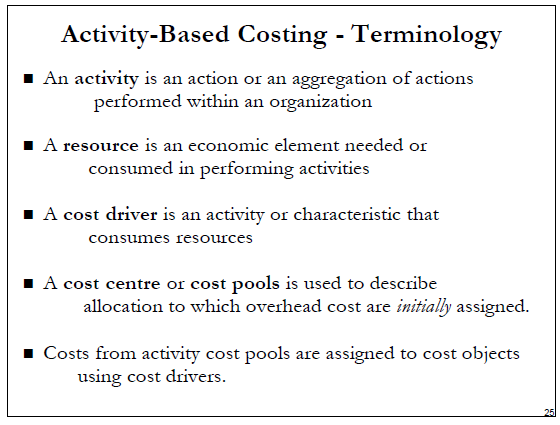 Activity-Based Costing - Terminology
■ An activity is an action or an aggregation of actions
performed within an organization
■ A resource is an economic element needed or
consumed in performing activities
■ A cost driver is an activity or characteristic that
consumes resources
■ A cost centre or cost pools is used to describe
allocation to which overhead cost are initially assigned.
■ Costs from activity cost pools are assigned to cost objects
using cost drivers.
25